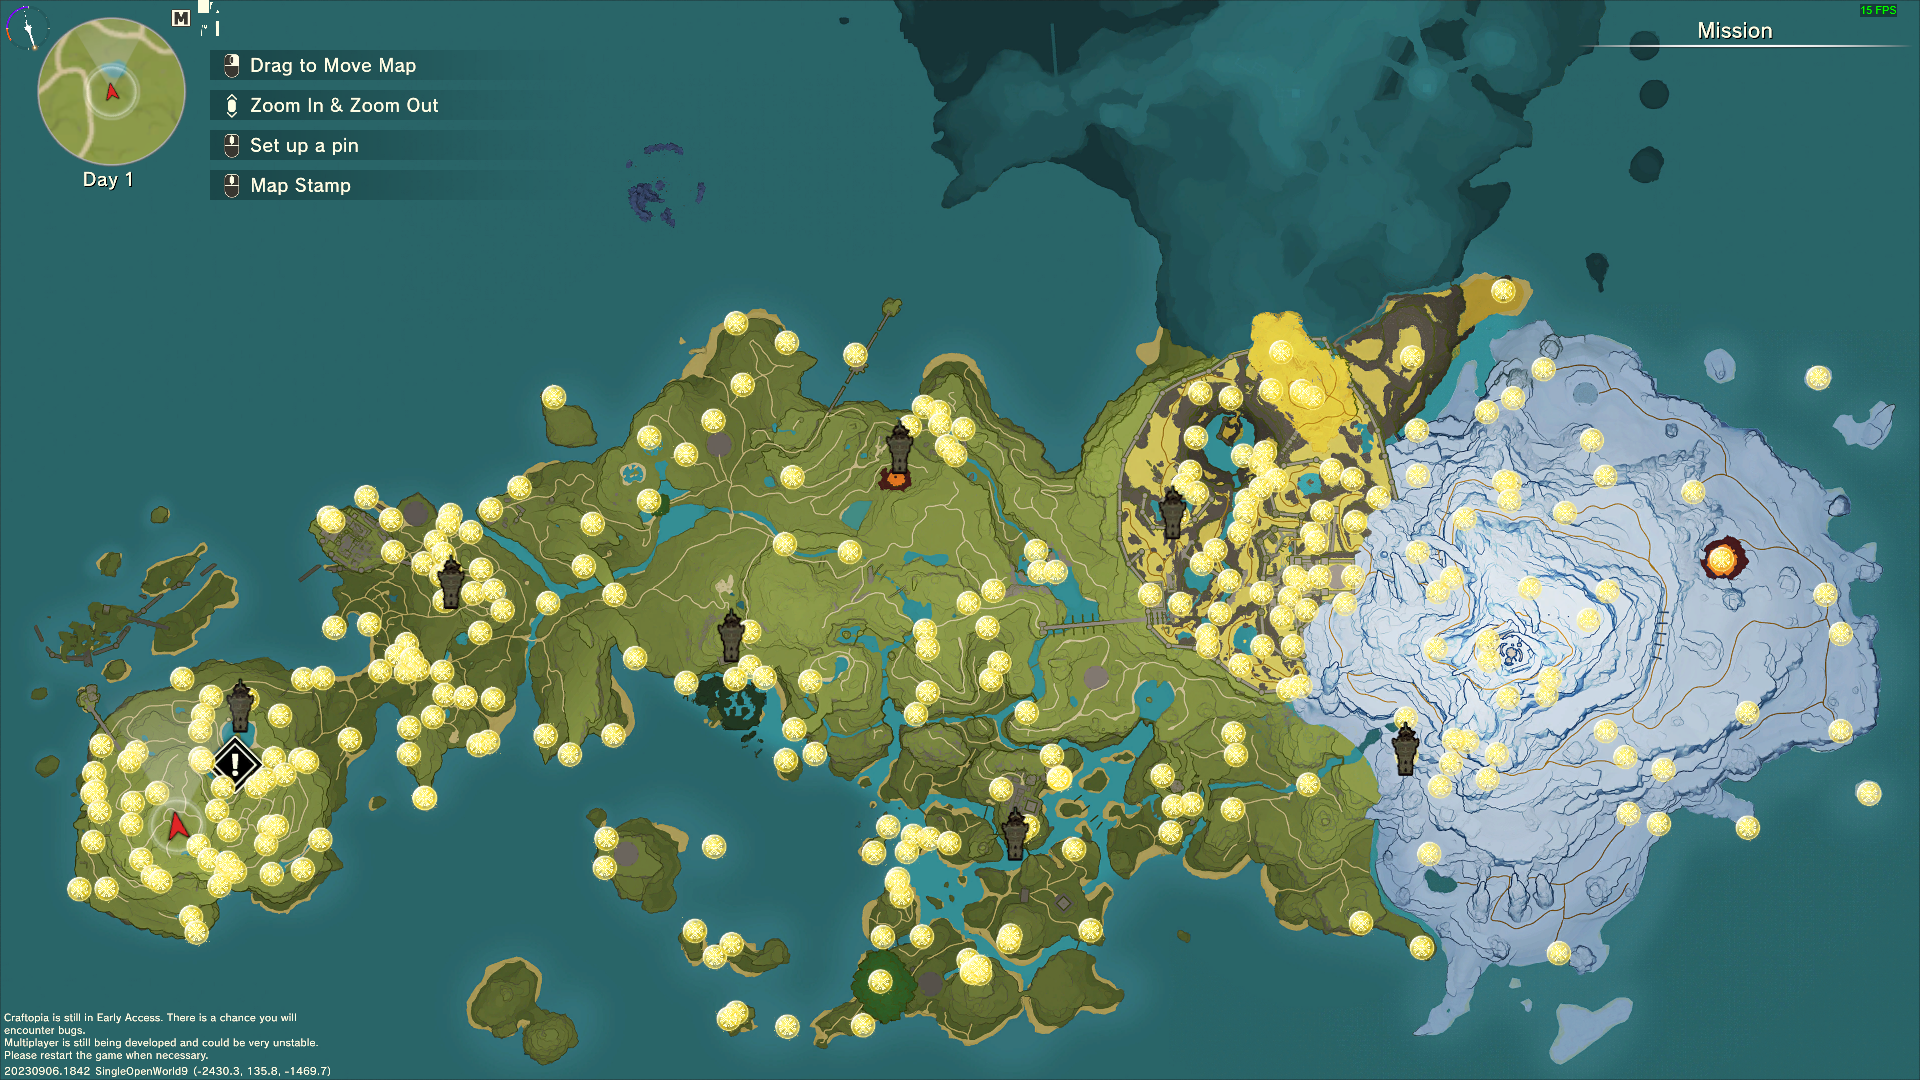 15 FPS
M
Mission
Drag to Move Map
Zoom In & Zoom Out
Set up a pin
Day 1
Map Stamp
Craftopia is still in Early Access. There is a chance you will
encounter bugs.
Multiplayer is still being developed and could be very unstable.
Please restart the game when necessary.
20230906.1842 SingleOpenWorld9 (-2430.3, 135.8, -1469.7)